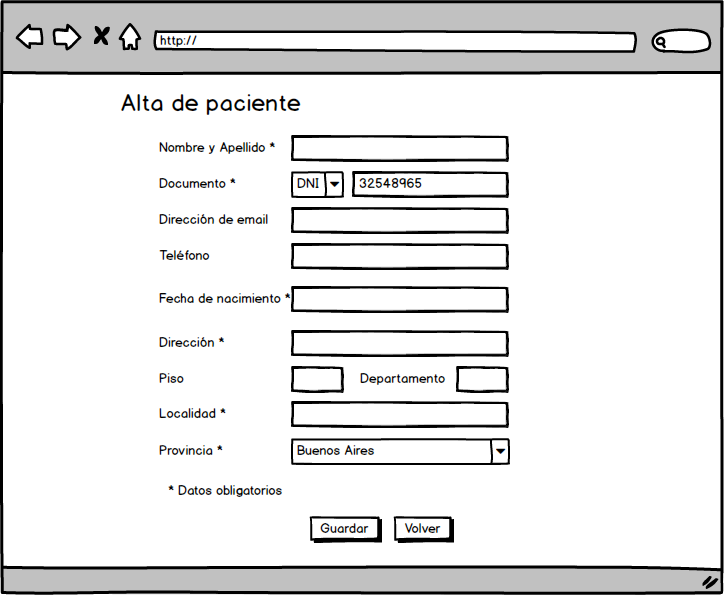 http://
Alta de paciente
Nombre y Apellido *
Documento * DNI 32548965
Dirección de email
Teléfono
Fecha de nacimiento *
Dirección *
Piso Departamento
Localidad *
Provincia * Buenos Aires
* Datos obligatorios
Guardar Volver